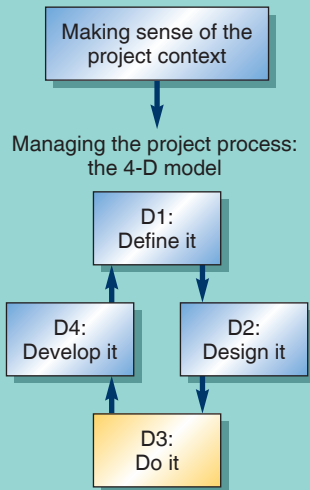 Making sense of the
project context
Managing the project process:
the 4-D model
D1:
Define it
D4:
Develop it
D2:
Design it
D3:
Do it